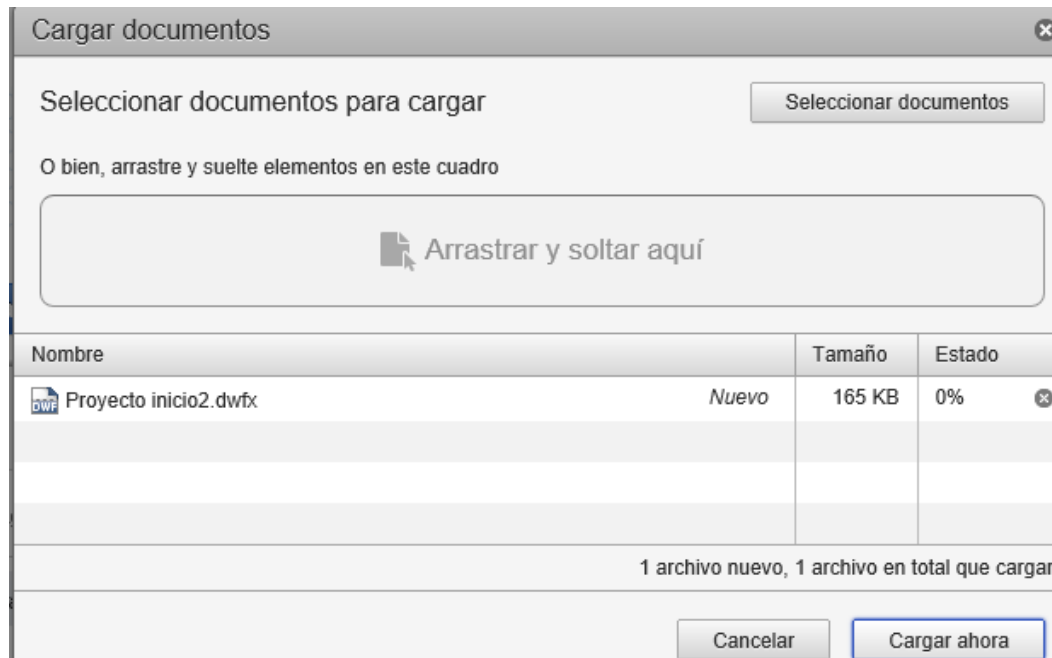 Cargar documentos
Seleccionar documentos para cargar
Seleccionar documentos
O bien, arrastre y suelte elementos en este cuadro
Arrastrar y soltar aquí
Nombre Tamaño Estado
DWF Proyecto inicio2.dwfx Nuevo 165 KB 0%
1 archivo nuevo, 1 archivo en total que cargar
Cancelar Cargar ahora